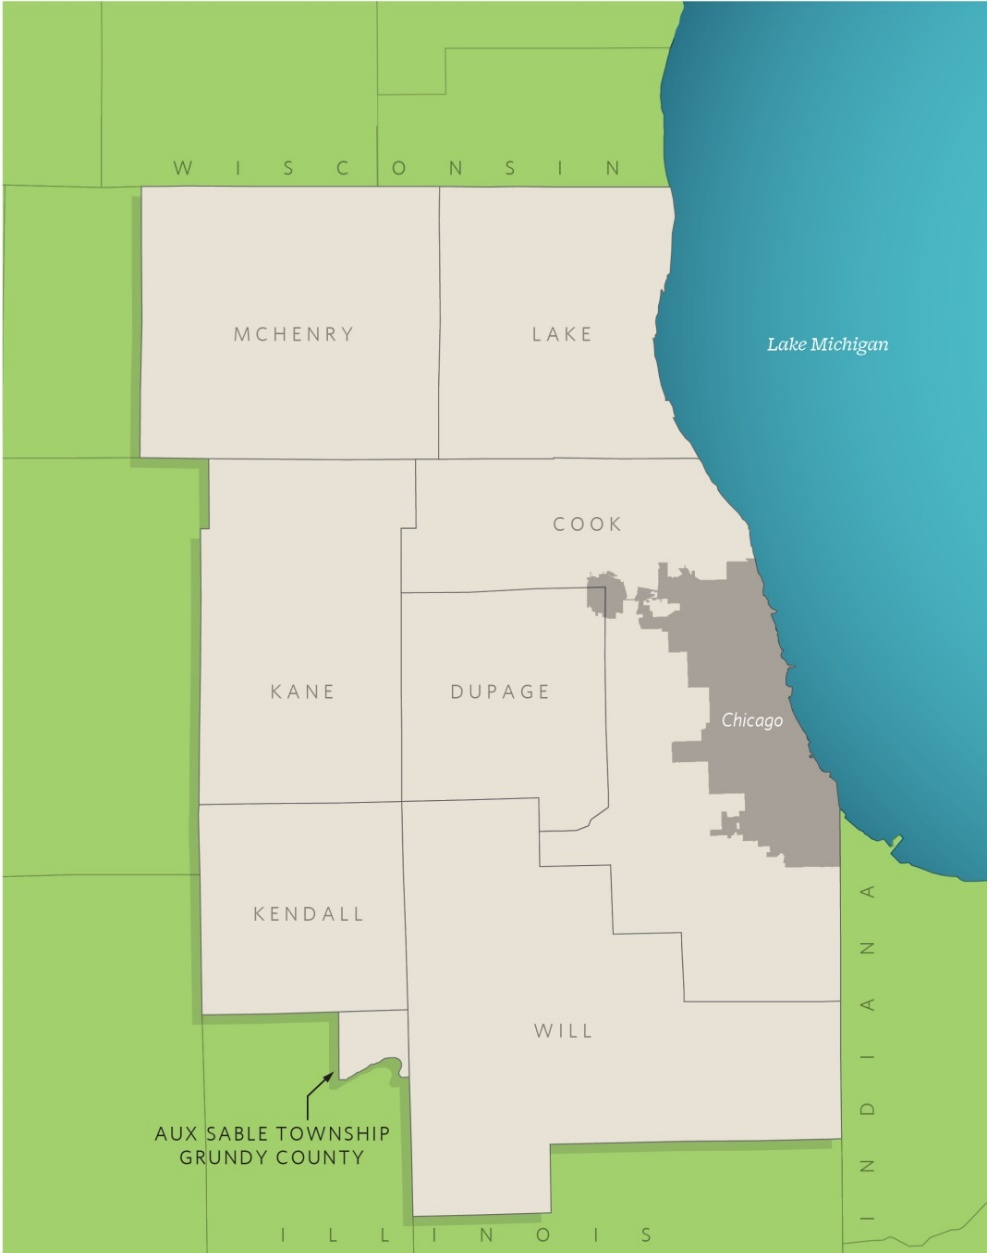 WISCONSIN
MCHENRY
LAKE
Lake Michigan
COOK
KANE
DUPAGE
Chicago
KENDALL
WILL
AUX SABLE TOWNSHIP
GRUNDY COUNTY
INDIANA
ILLINOIS